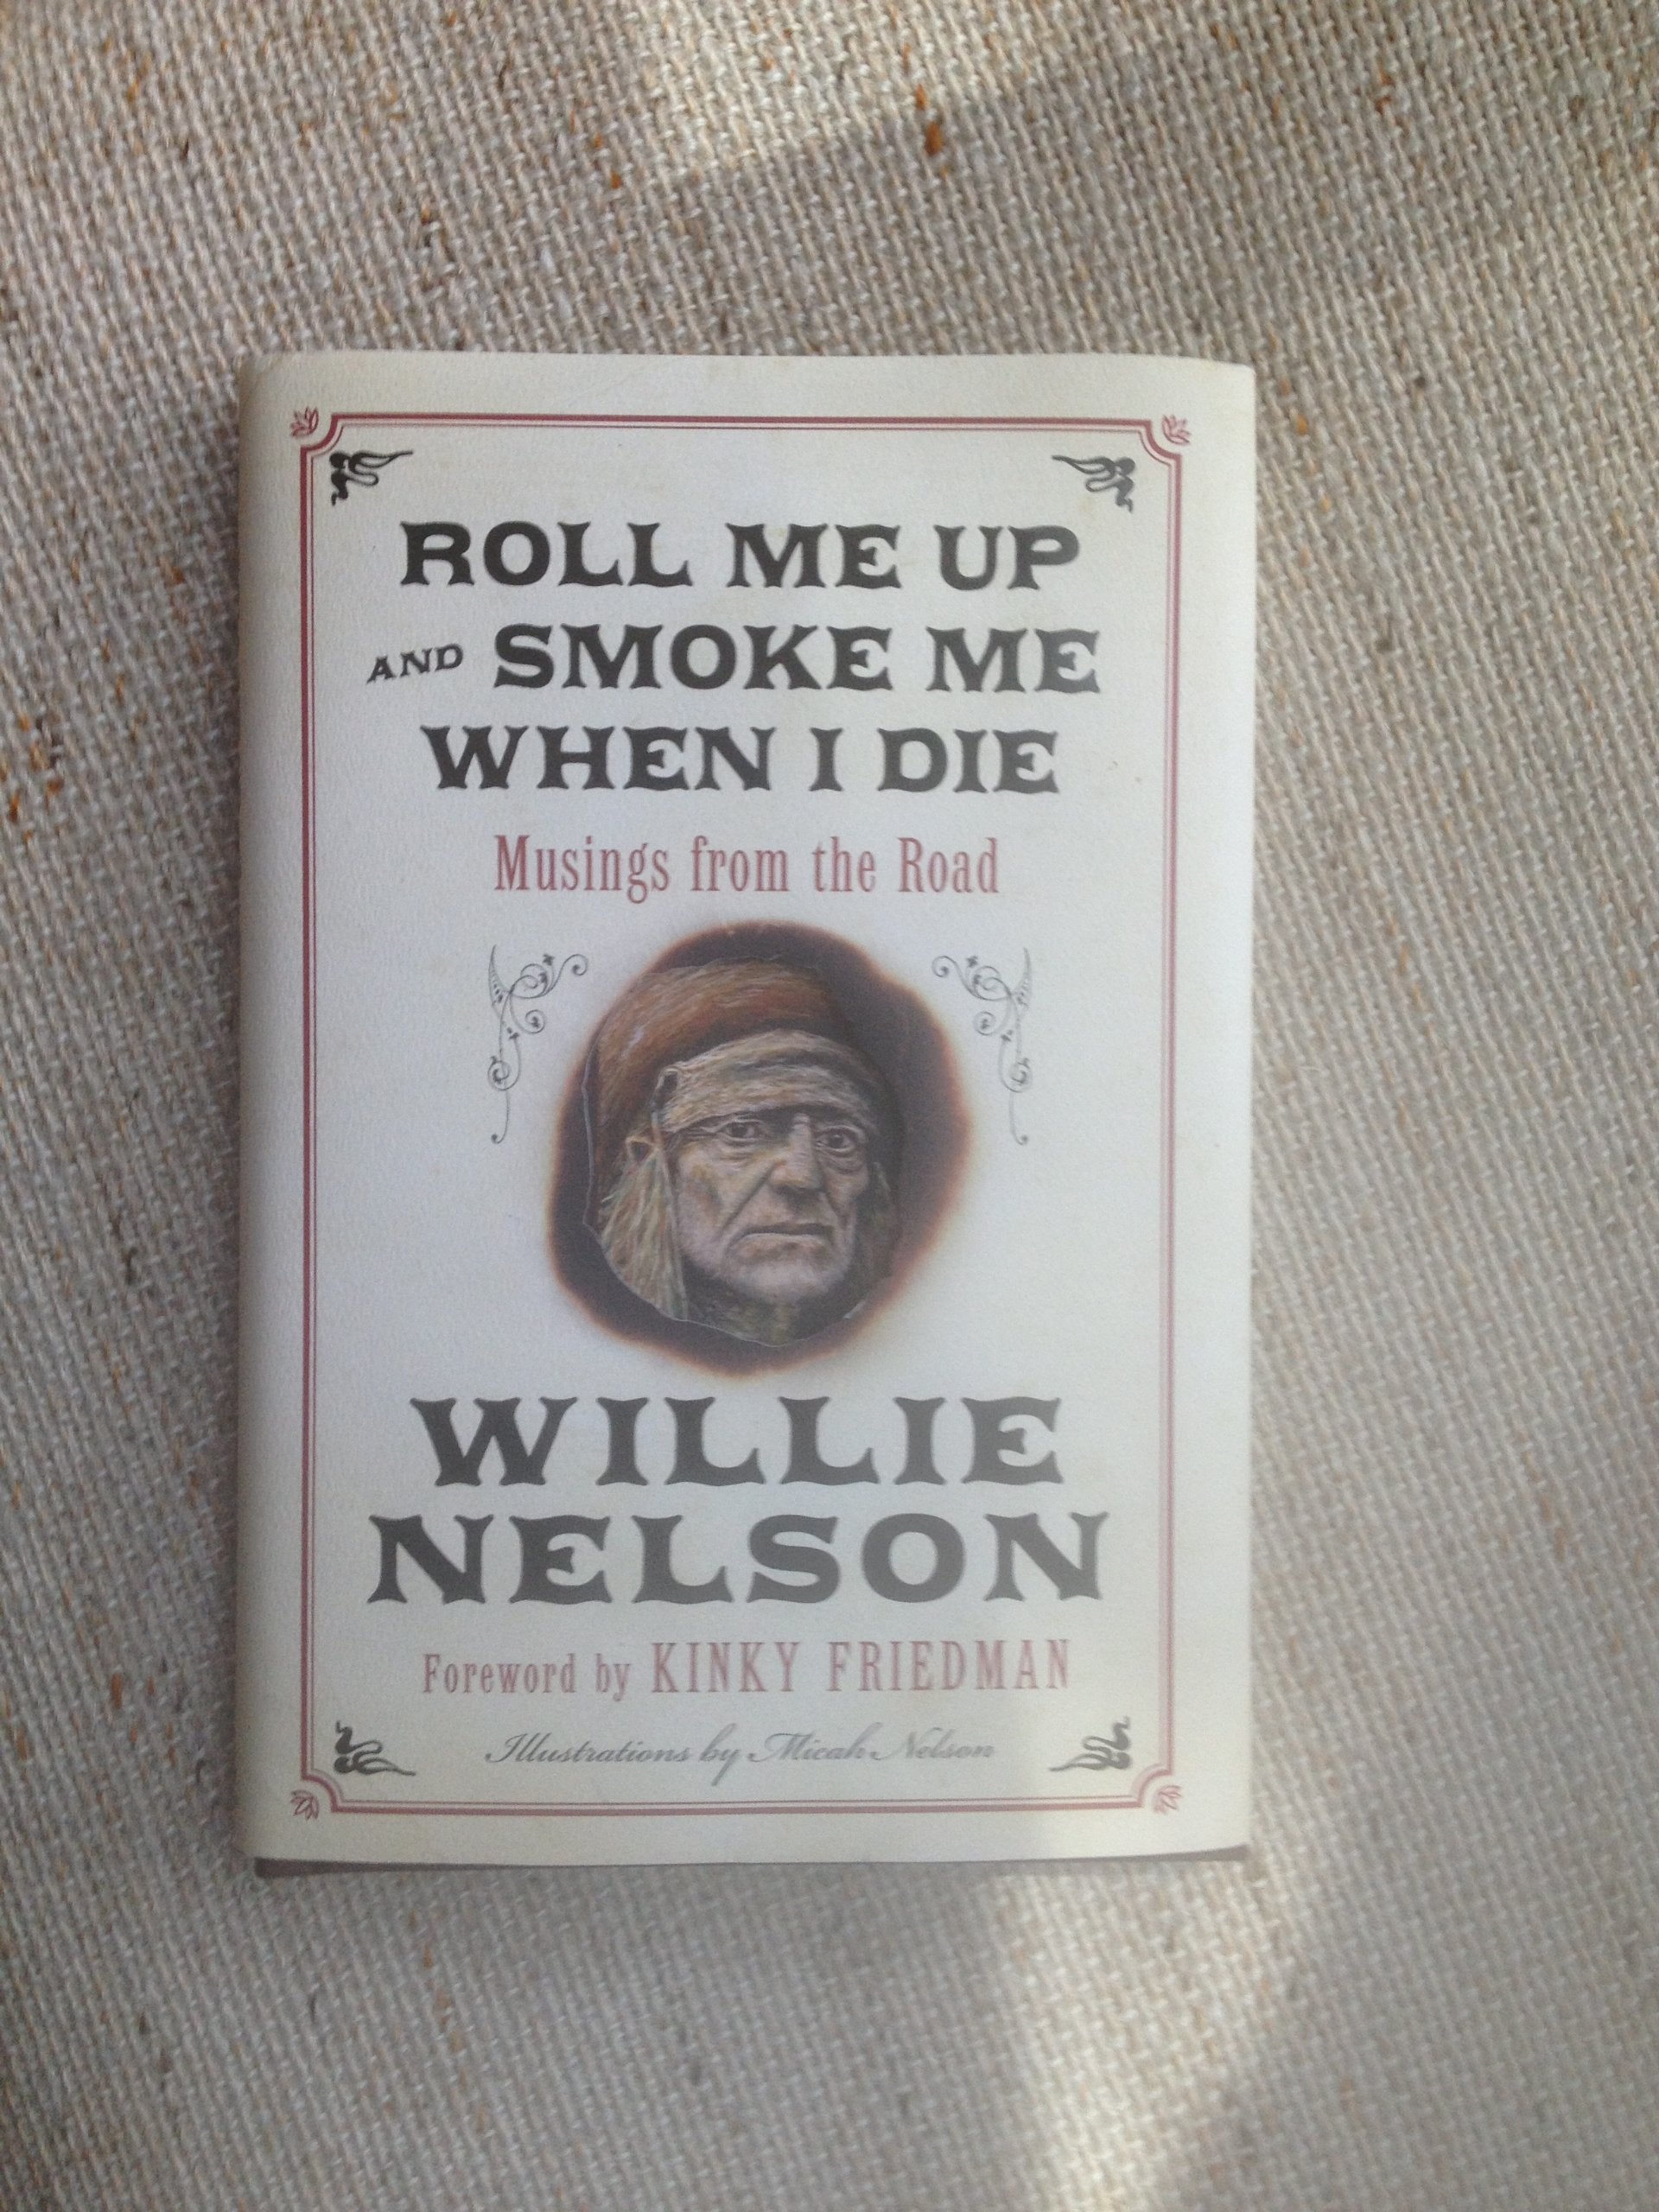 ROLL ME UP
AND SMOKE ME
WHEN I DIE
Musings from the Road
WILLIE
NELSON
Foreword by KINKY FRIEDMAN
Illustrations by Micah Nelson